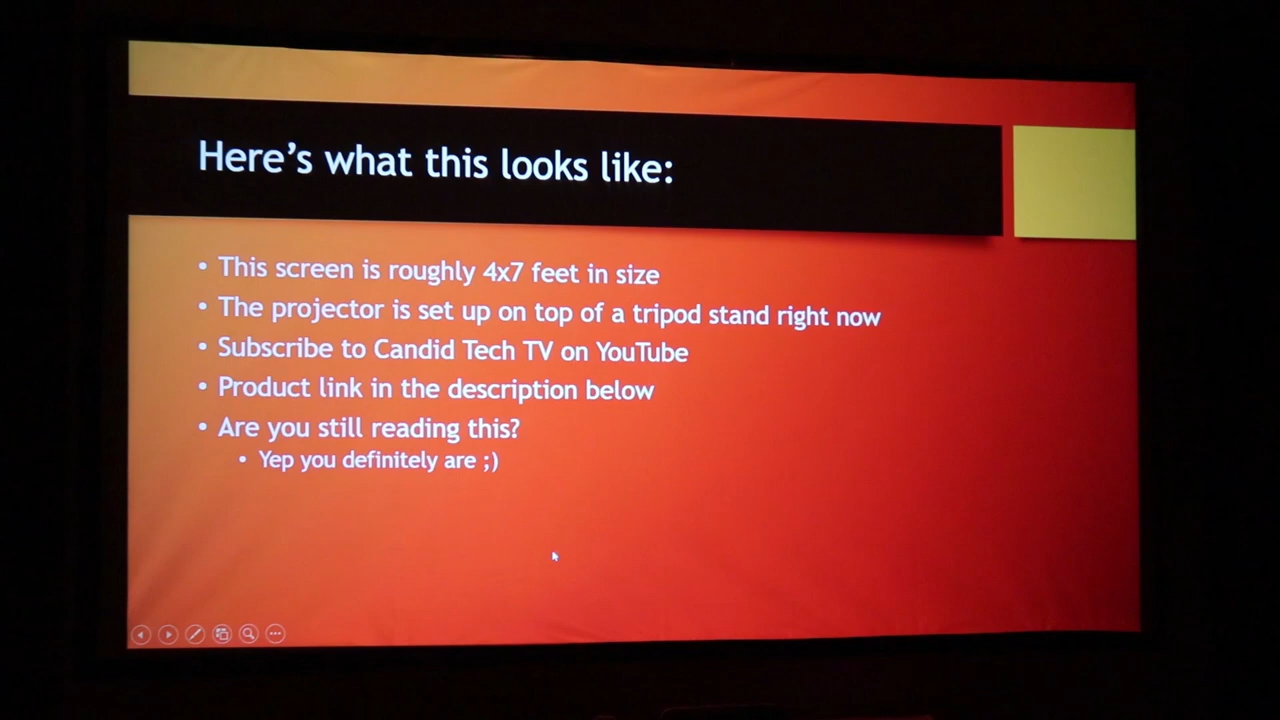 Here’s what this looks like:
• This screen is roughly 4x7 feet in size
• The projector is set up on top of a tripod stand right now
• Subscribe to Candid Tech TV on YouTube
• Product link in the description below
• Are you still reading this?
• Yep you definitely are ;)